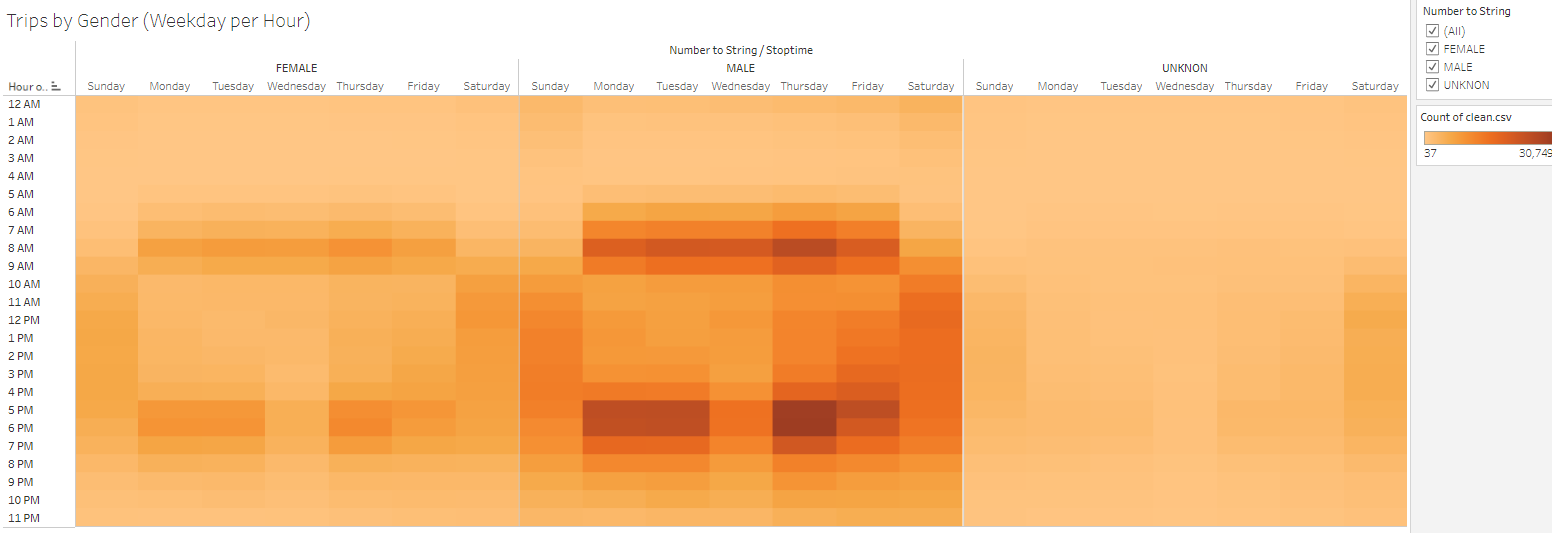 Trips by Gender (Weekday per Hour)
Number to String / Stoptime
FEMALE MALE UNKNON
Hour o.. Sunday Monday Tuesday Wednesday Thursday Friday Saturday Sunday Monday Tuesday Wednesday Thursday Friday Saturday Sunday Monday Tuesday Wednesday Thursday Friday Saturday
12 AM
1 AM
2 AM
3 AM
4 AM
5 AM
6 AM
7 AM
8 AM
9 AM
10 AM
11 AM
12 PM
1 PM
2 PM
3 PM
4 PM
5 PM
6 PM
7 PM
8 PM
9 PM
10 PM
11 PM
Number to String
(All)
FEMALE
MALE
UNKNON
Count of clean.csv
37 30,749